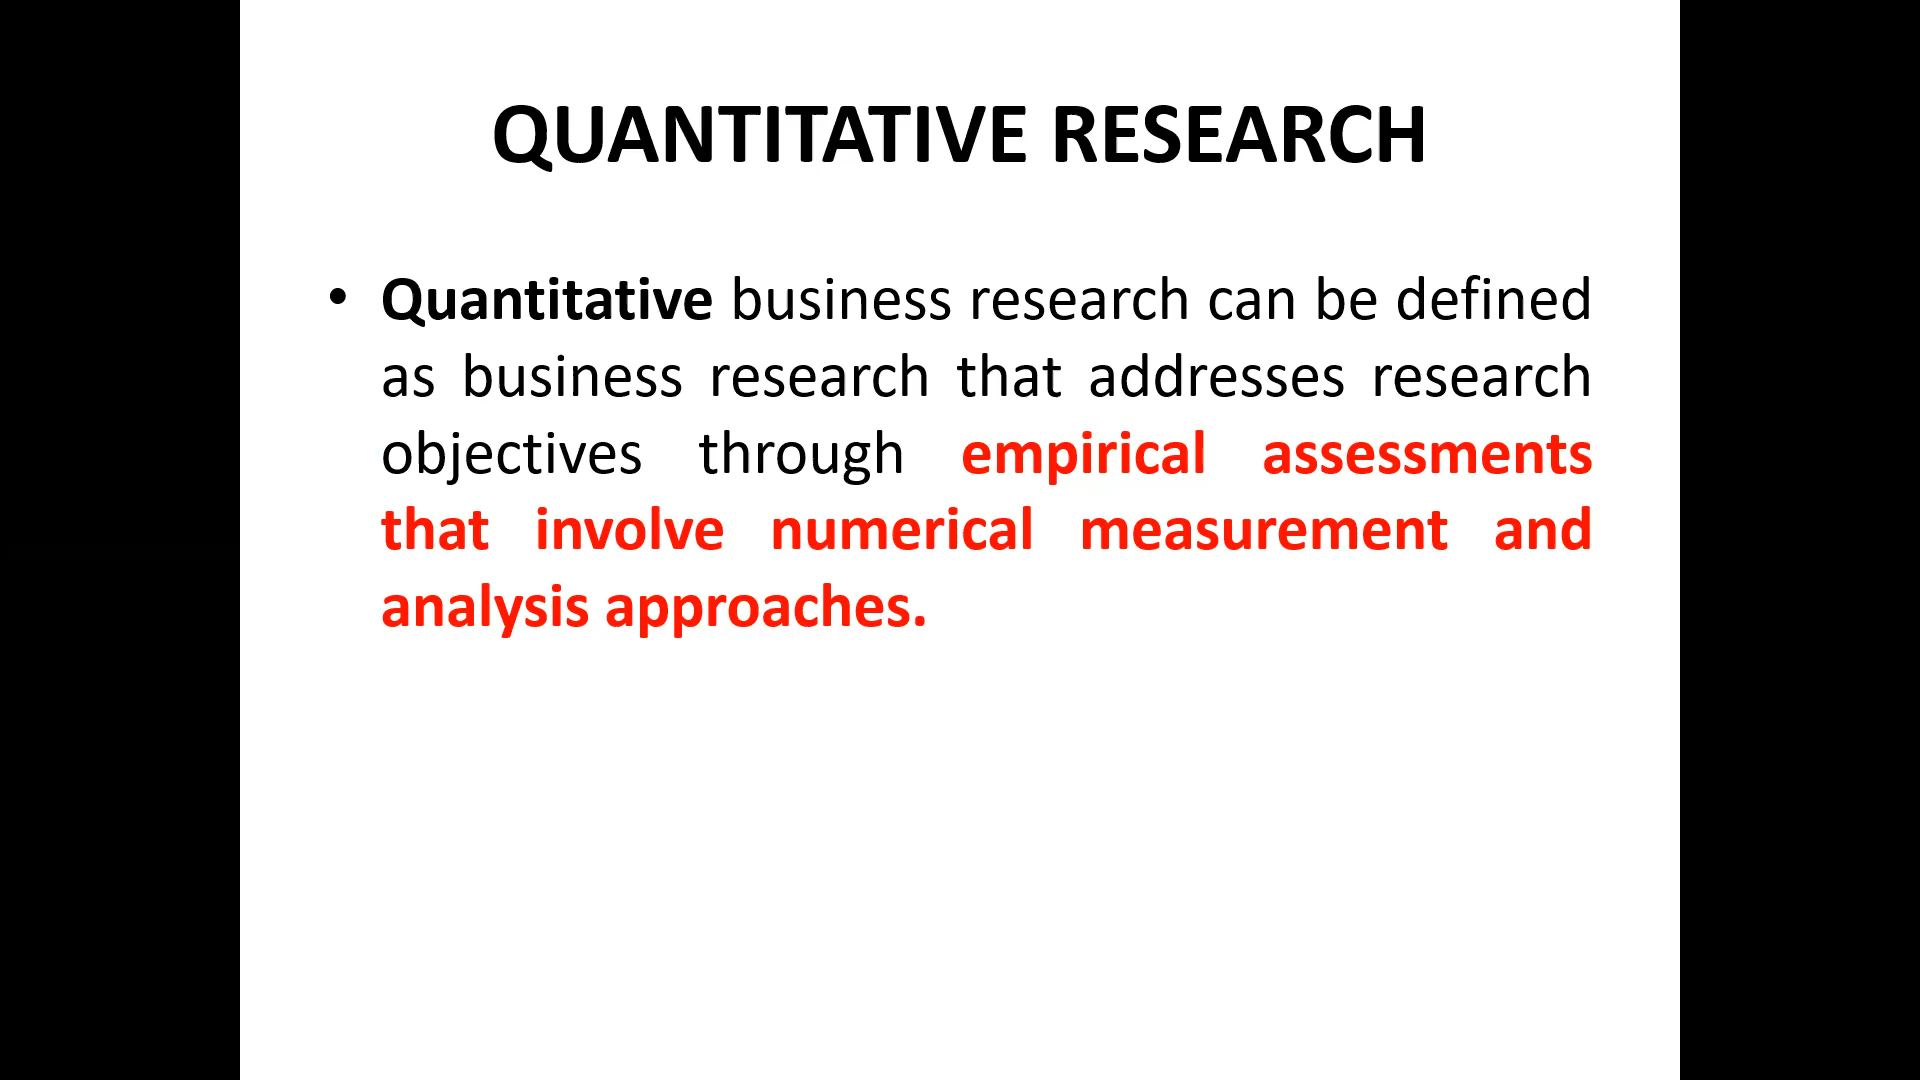 QUANTITATIVE RESEARCH
• Quantitative business research can be defined
as business research that addresses research
objectives through empirical assessments
that involve numerical measurement and
analysis approaches.